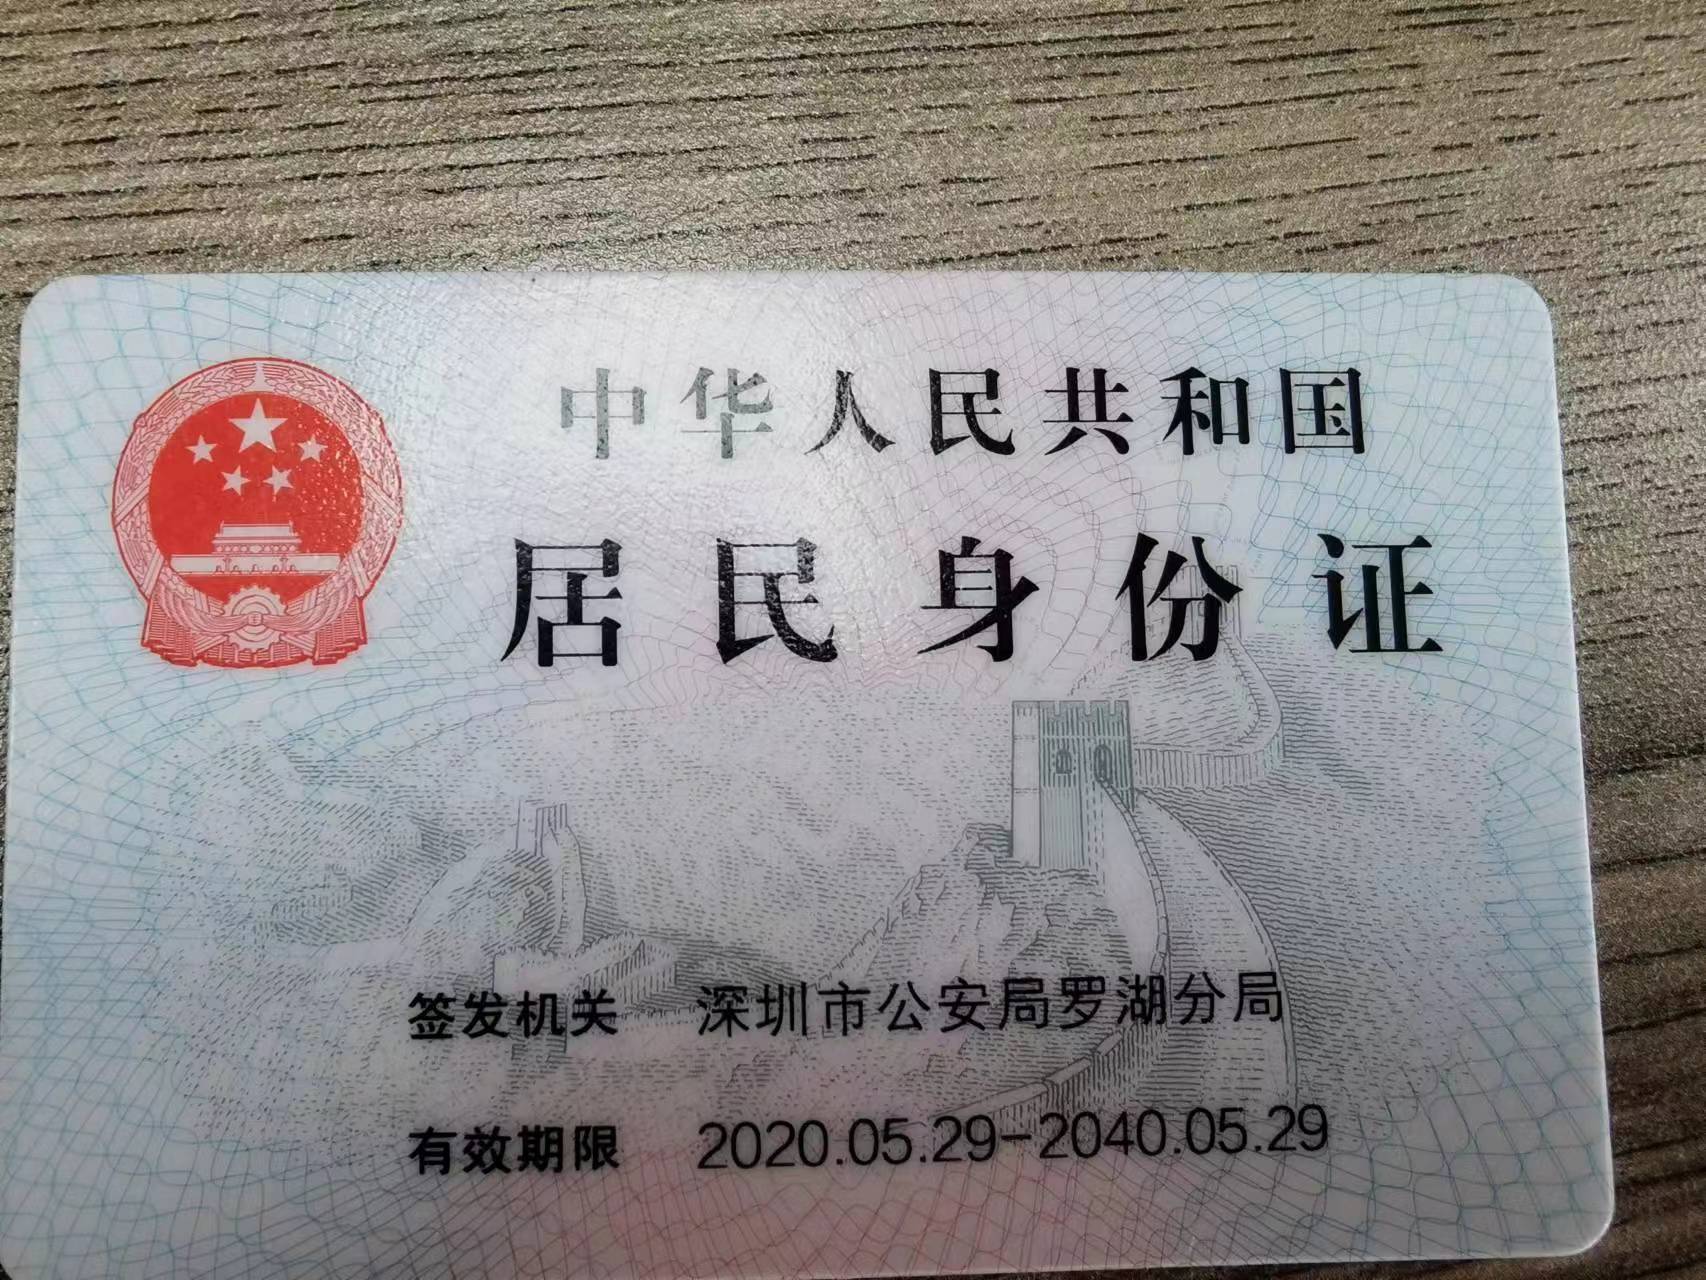 中华人民共和国
居民身份证
签发机关 深圳市公安局罗湖分局
有效期限 2020.05.29-2040.05.29